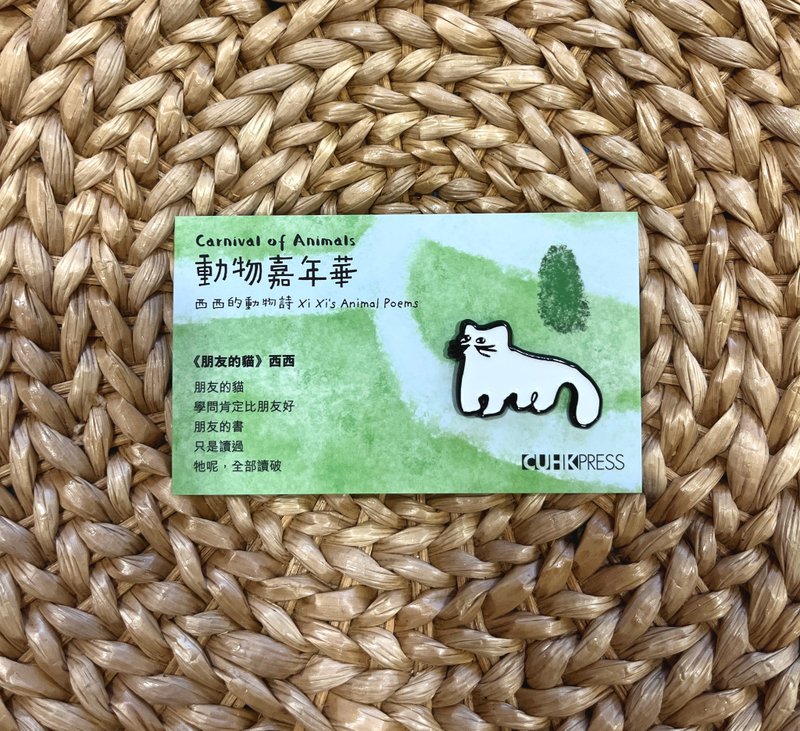 Carnival of Animals
動物嘉年華
西西的動物詩 Xi Xi's Animal Poems
《朋友的貓》西西
朋友的貓
學問肯定比朋友好
朋友的書
只是讀過
牠呢，全部讀破
CUHKPRESS